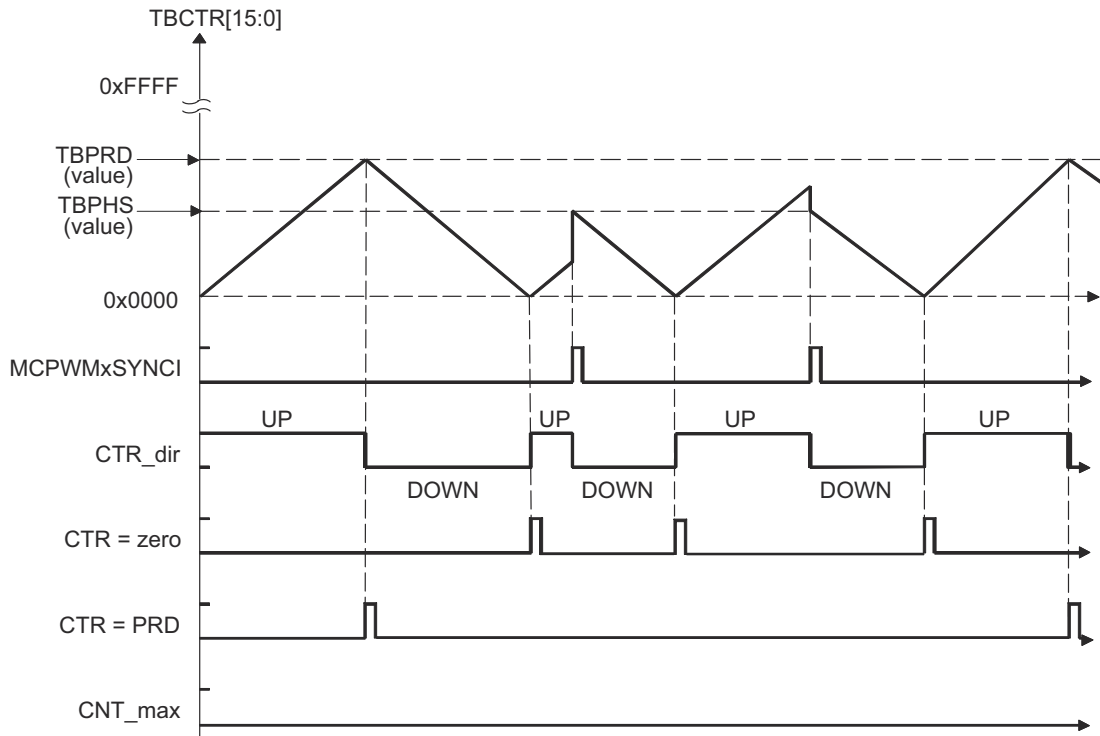 TBCTR[15:0]
0xFFFF
TBPRD
(value)
TBPHS
(value)
0x0000
MCPWMxSYNCI
UP UP UP UP
CTR_dir
DOWN DOWN DOWN
CTR = zero
CTR = PRD
CNT_max